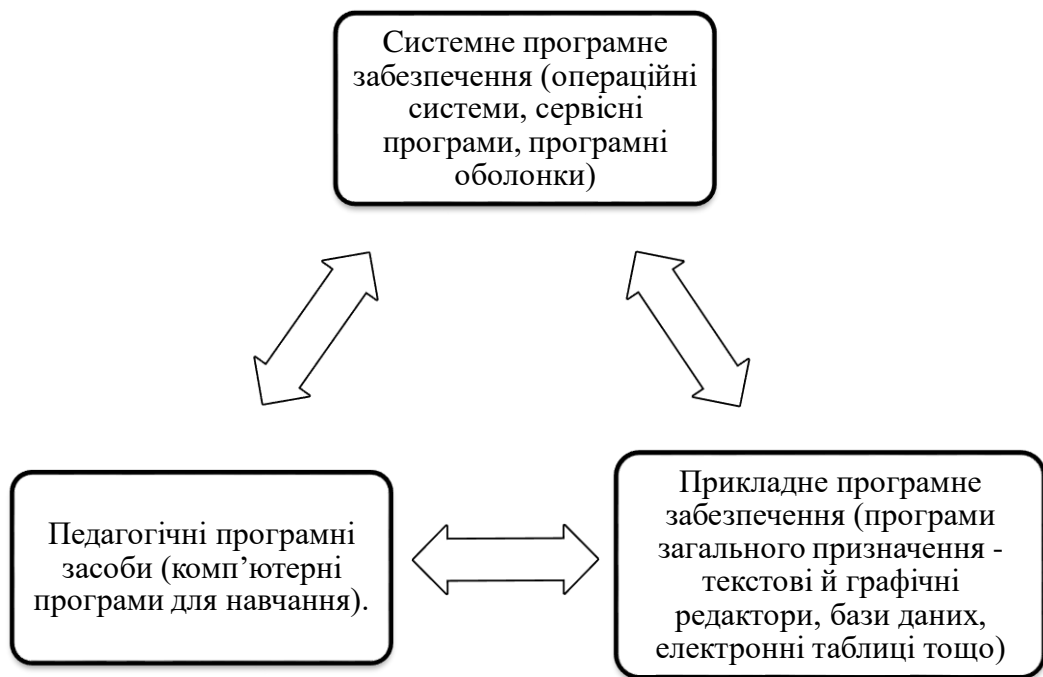 Системне програмне
забезпечення (операційні
системи, сервісні
програми, програмні
оболонки)
Педагогічні програмні
засоби (комп’ютерні
програми для навчання).
Прикладне програмне
забезпечення (програми
загального призначення -
текстові й графічні
редактори, бази даних,
електронні таблиці тощо)